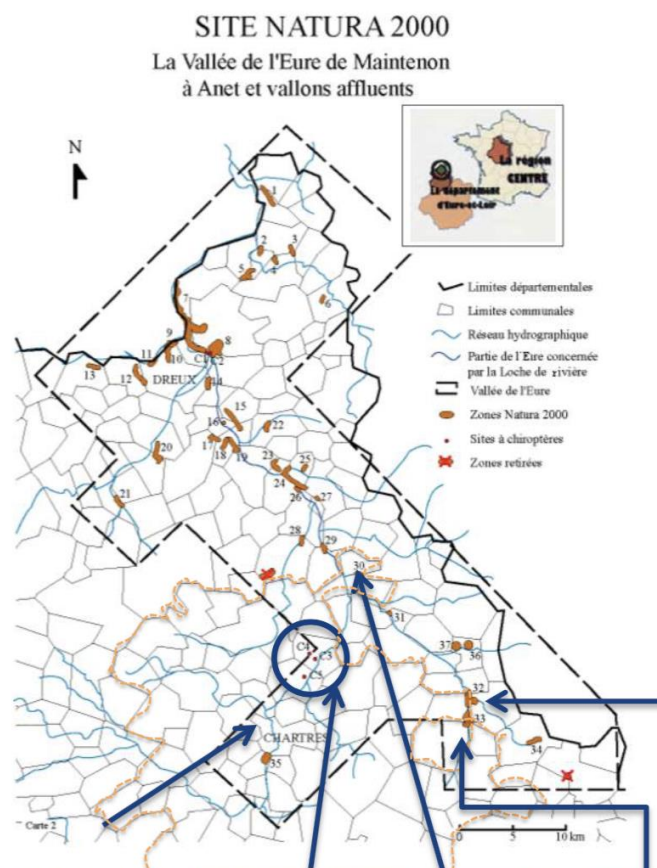 SITE NATURA 2000
La Vallée de l'Eure de Maintenon
à Anet et vallons affluents
N
La région
CENTRE
Le département
d'Eure-et-Loir
Limites départementales
Limites communales
Réseau hydrographique
Partie de l'Eure concernée
par la Loche de rivière
Vallée de l'Eure
Zones Natura 2000
Sites à chiroptères
Zones retirées
1
2
3
4
5
6
7
8
9
10
C1
C2
11
12
13
DREUX
14
15
16
17
18
19
20
21
22
23
24
25
26
27
28
29
30
31
C4
C3
C5
37
36
32
33
34
CHARTRES
35
Carte 2
0 5 10 km